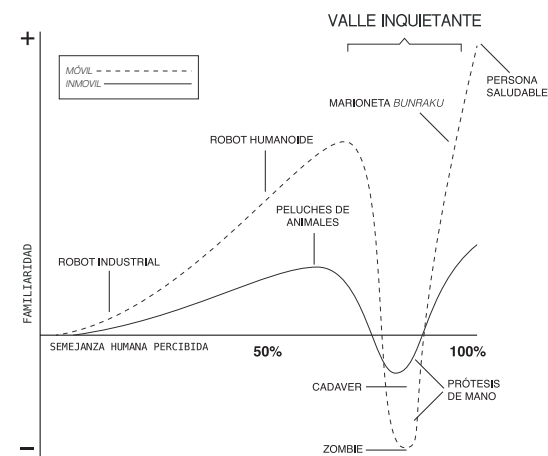 VALLE INQUIETANTE
+
MÓVIL
INMOVIL
PERSONA
SALUDABLE
MARIONETA BUNRAKU
ROBOT HUMANOIDE
PELUCHES DE
ANIMALES
ROBOT INDUSTRIAL
FAMILIARIDAD
SEMEJANZA HUMANA PERCIBIDA
50%
100%
CADAVER
PRÓTESIS
DE MANO
ZOMBIE
−